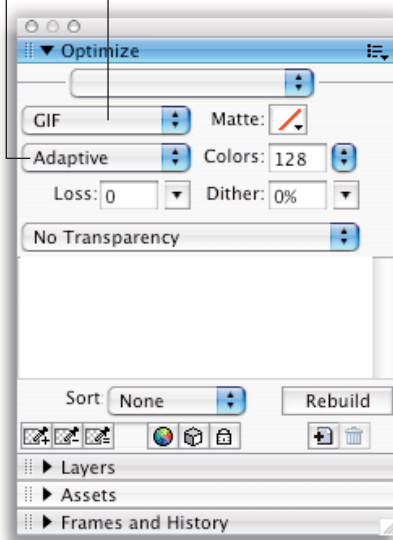 Optimize
GIF Matte:
Adaptive Colors: 128
Loss: 0 Dither: 0%
No Transparency
Sort: None Rebuild
Layers
Assets
Frames and History